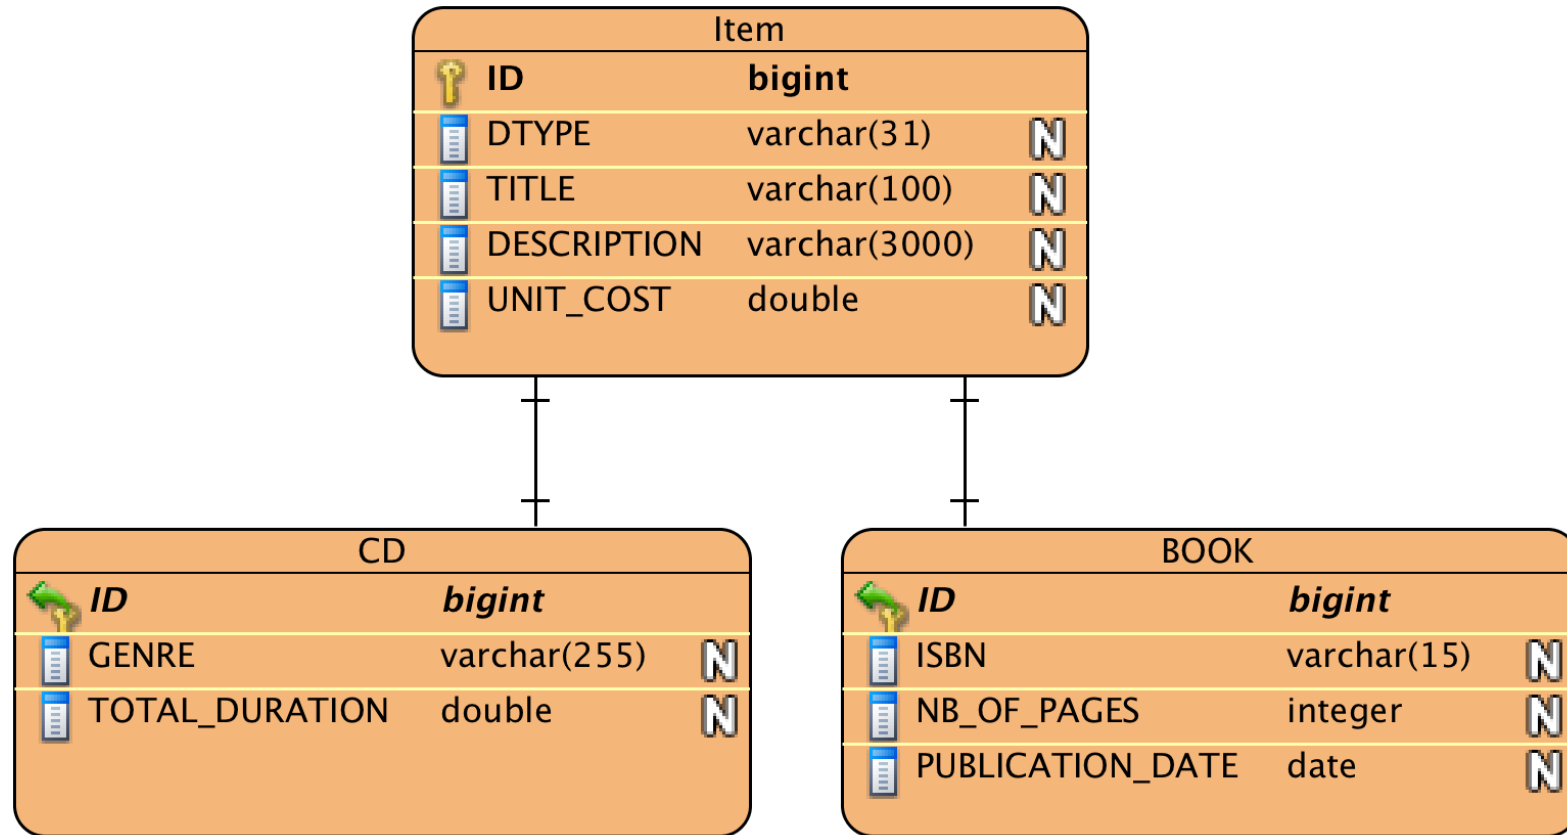 Item
ID bigint
DTYPE varchar(31) N
TITLE varchar(100) N
DESCRIPTION varchar(3000) N
UNIT_COST double N
CD
ID bigint
GENRE varchar(255) N
TOTAL_DURATION double N
BOOK
ID bigint
ISBN varchar(15) N
NB_OF_PAGES integer N
PUBLICATION_DATE date N